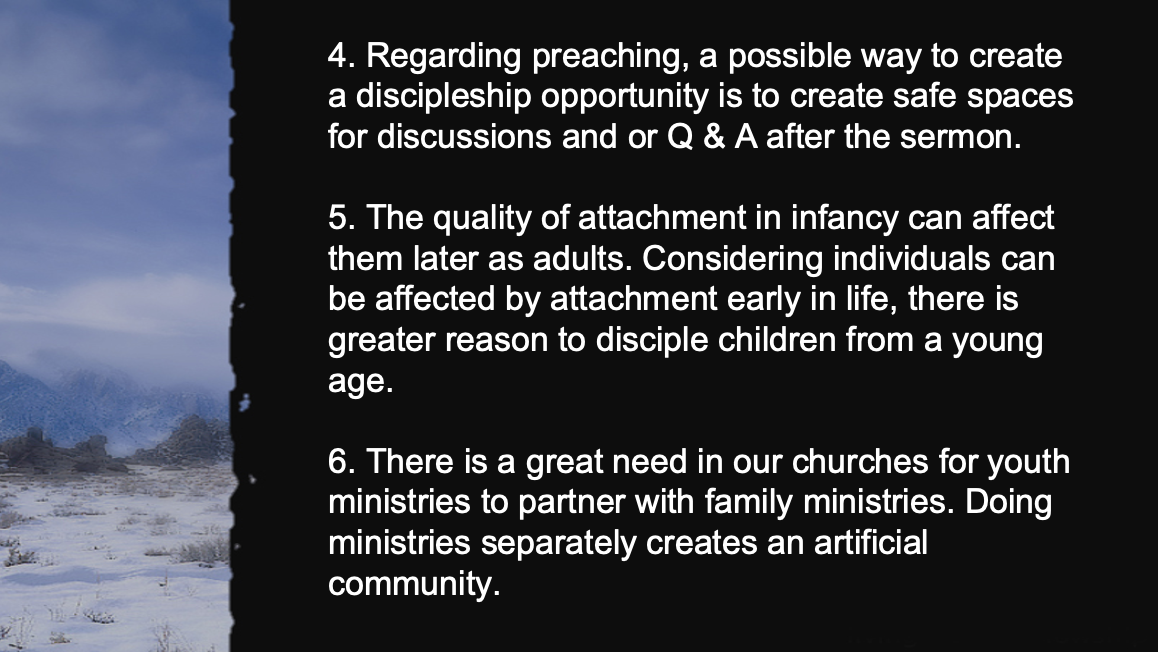 4. Regarding preaching, a possible way to create
a discipleship opportunity is to create safe spaces
for discussions and or Q & A after the sermon.
5. The quality of attachment in infancy can affect
them later as adults. Considering individuals can
be affected by attachment early in life, there is
greater reason to disciple children from a young
age.
6. There is a great need in our churches for youth
ministries to partner with family ministries. Doing
ministries separately creates an artificial
community.